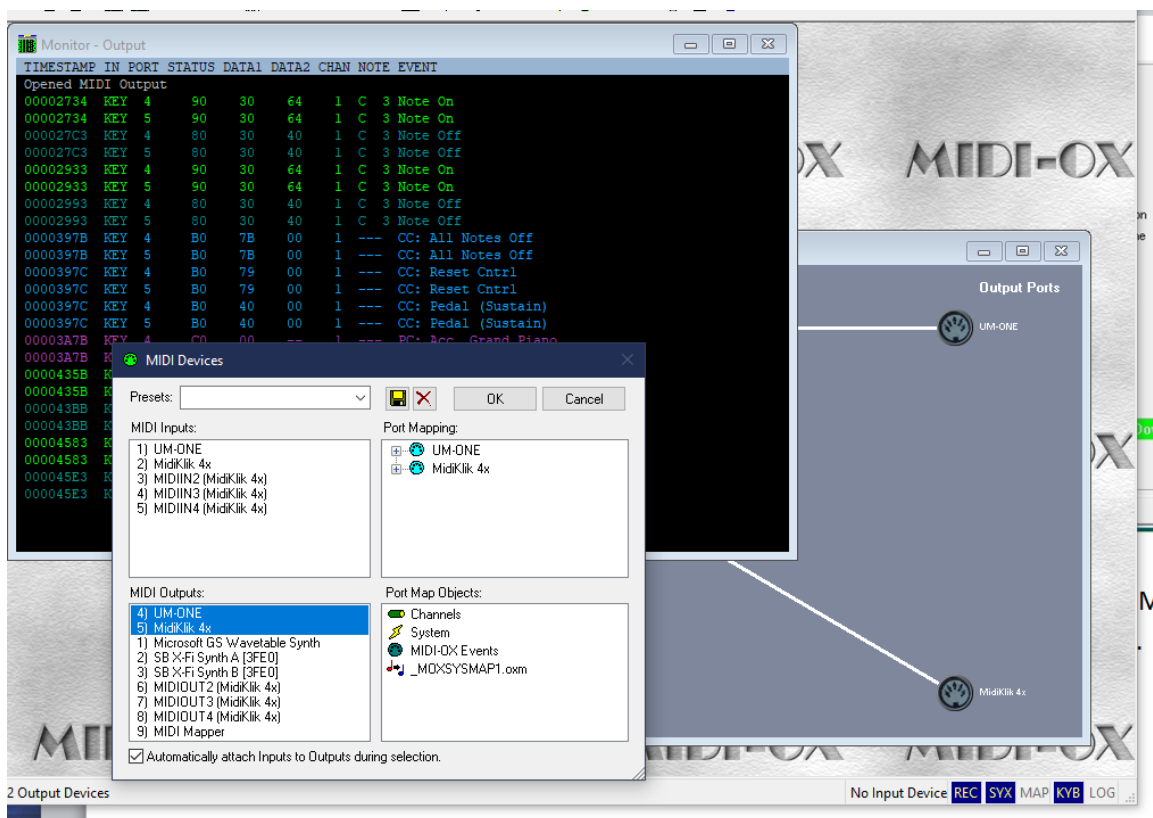 Monitor - Output
TIMESTAMP IN PORT STATUS DATA1 DATA2 CHAN NOTE EVENT
Opened MIDI Output
00002734 KEY 4 90 30 64 1 C 3 Note On
00002734 KEY 5 90 30 64 1 C 3 Note On
000027C3 KEY 4 80 30 40 1 C 3 Note Off
000027C3 KEY 5 80 30 40 1 C 3 Note Off
00002933 KEY 4 90 30 64 1 C 3 Note On
00002933 KEY 5 90 30 64 1 C 3 Note On
00002993 KEY 4 80 30 40 1 C 3 Note Off
00002993 KEY 5 80 30 40 1 C 3 Note Off
0000397B KEY 4 B0 7B 00 1 --- CC: All Notes Off
0000397B KEY 5 B0 7B 00 1 --- CC: All Notes Off
0000397C KEY 4 B0 79 00 1 --- CC: Reset Cntrl
0000397C KEY 5 B0 79 00 1 --- CC: Reset Cntrl
0000397C KEY 4 B0 40 00 1 --- CC: Pedal (Sustain)
0000397C KEY 5 B0 40 00 1 --- CC: Pedal (Sustain)
00003A7B KEY 4 C0 00 -- 1 --- PC: Acc. Grand Piano
00003A7B K
0000435B K
0000435B K
000043BB K
000043BB K
00004583 K
00004583 K
000045E3 K
000045E3 K
MIDI Devices
Presets:
OK
Cancel
MIDI Inputs:
1) UM-ONE
2) MidiKlik 4x
3) MIDIIN2 (MidiKlik 4x)
4) MIDIIN3 (MidiKlik 4x)
5) MIDIIN4 (MidiKlik 4x)
Port Mapping:
UM-ONE
MidiKlik 4x
MIDI Outputs:
4) UM-ONE
5) MidiKlik 4x
1) Microsoft GS Wavetable Synth
2) SB X-Fi Synth A [3FE0]
3) SB X-Fi Synth B [3FE0]
6) MIDIOUT2 (MidiKlik 4x)
7) MIDIOUT3 (MidiKlik 4x)
8) MIDIOUT4 (MidiKlik 4x)
9) MIDI Mapper
Port Map Objects:
Channels
System
MIDI-OX Events
_MOXSYSMAP1.oxm
Automatically attach Inputs to Outputs during selection.
MIDI-OX
Output Ports
UM-ONE
MidiKlik 4x
2 Output Devices
No Input Device REC SYX MAP KYB LOG